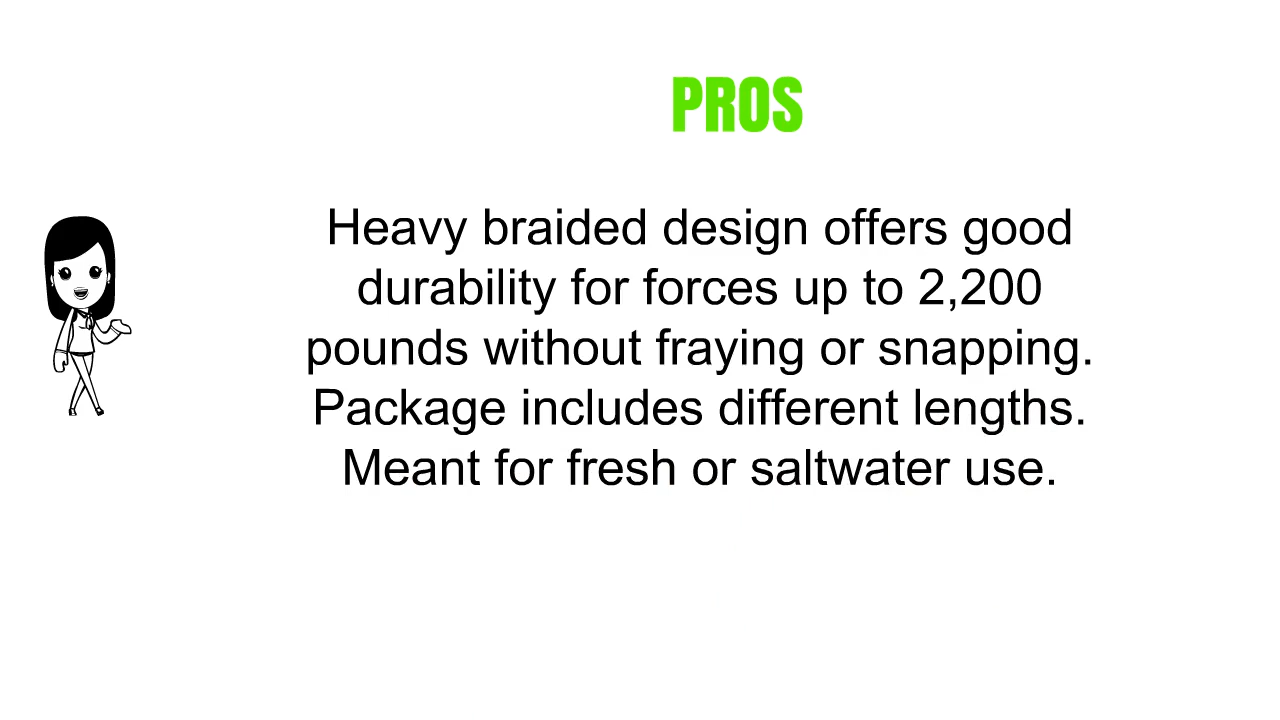 PROS
Heavy braided design offers good
durability for forces up to 2,200
pounds without fraying or snapping.
Package includes different lengths.
Meant for fresh or saltwater use.